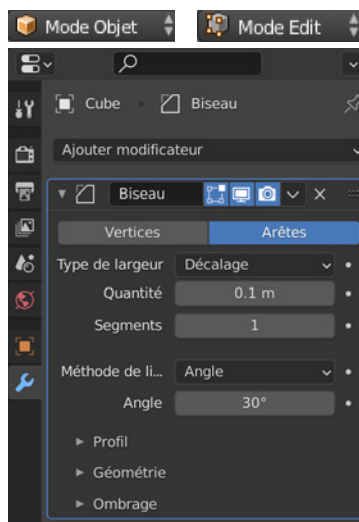 Mode Objet Mode Edit
Cube Biseau
Ajouter modificateur
Biseau
Vertices Arêtes
Type de largeur Décalage
Quantité 0.1 m
Segments 1
Méthode de li... Angle
Angle 30°
Profil
Géométrie
Ombrage